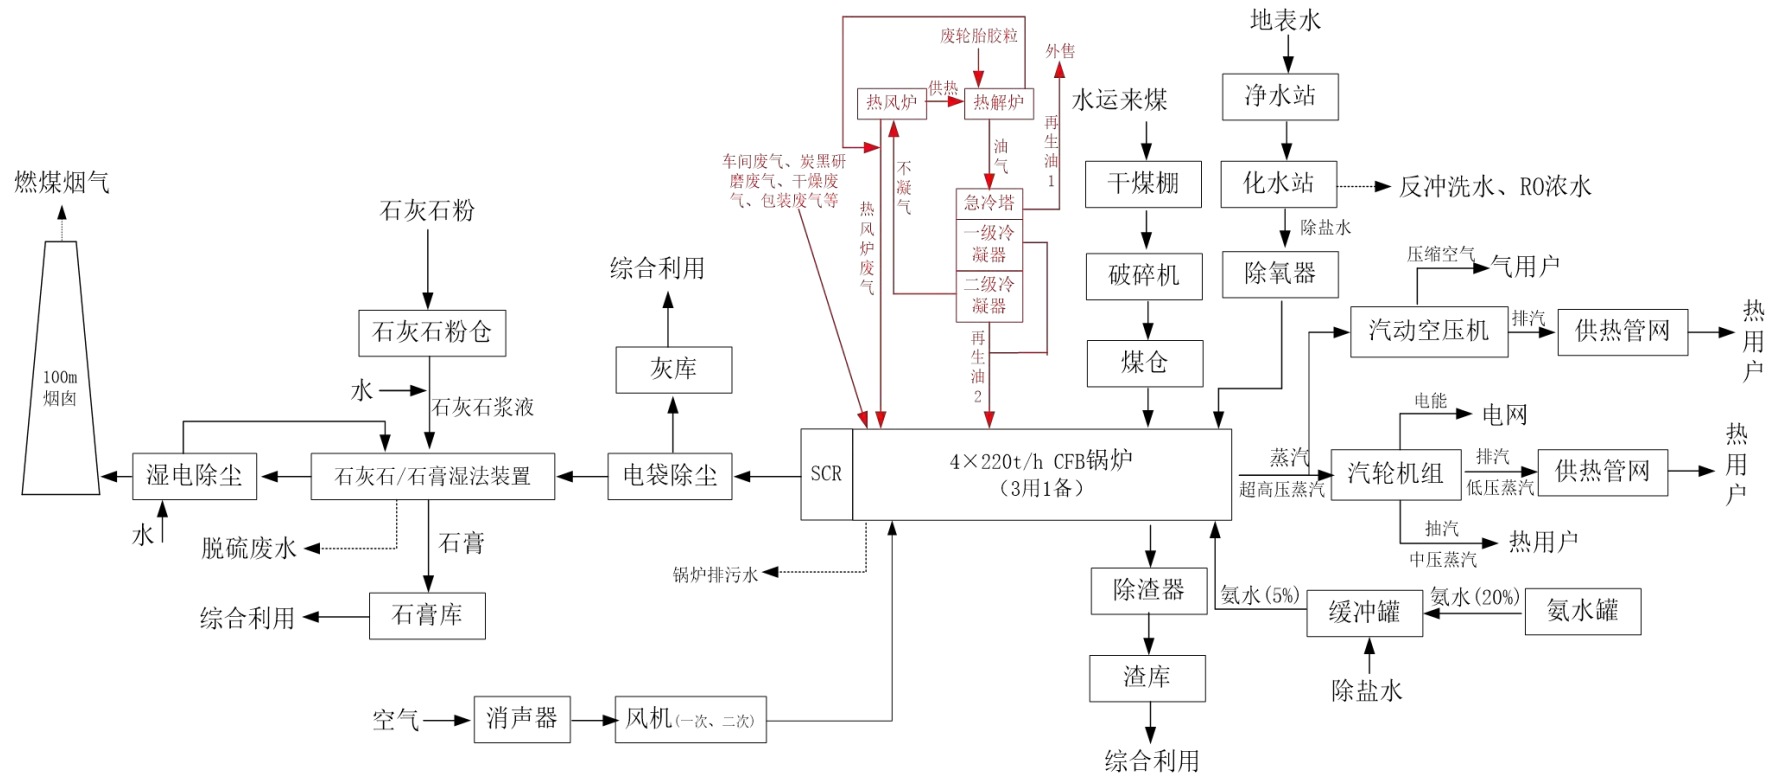 地表水
废轮胎胶粒
外售
热风炉
供热
热解炉
水运来煤
净水站
再生油1
油气
车间废气、炭黑研
磨废气、干燥废
气、包装废气等
不凝气
干煤棚
化水站
反冲洗水、RO浓水
燃煤烟气
石灰石粉
急冷塔
热风炉废气
一级冷
凝器
除盐水
综合利用
破碎机
除氧器
压缩空气
气用户
二级冷
凝器
石灰石粉仓
汽动空压机
排汽
供热管网
热用户
灰库
再生油2
煤仓
100m
烟囱
水
石灰石浆液
电能
电网
湿电除尘
石灰石/石膏湿法装置
电袋除尘
SCR
4×220t/h CFB锅炉
（3用1备）
蒸汽
超高压蒸汽
汽轮机组
排汽
低压蒸汽
供热管网
热用户
水
脱硫废水
石膏
抽汽
中压蒸汽
热用户
锅炉排污水
除渣器
氨水(5%)
缓冲罐
氨水(20%)
氨水罐
综合利用
石膏库
渣库
除盐水
空气
消声器
风机(一次、二次)
综合利用